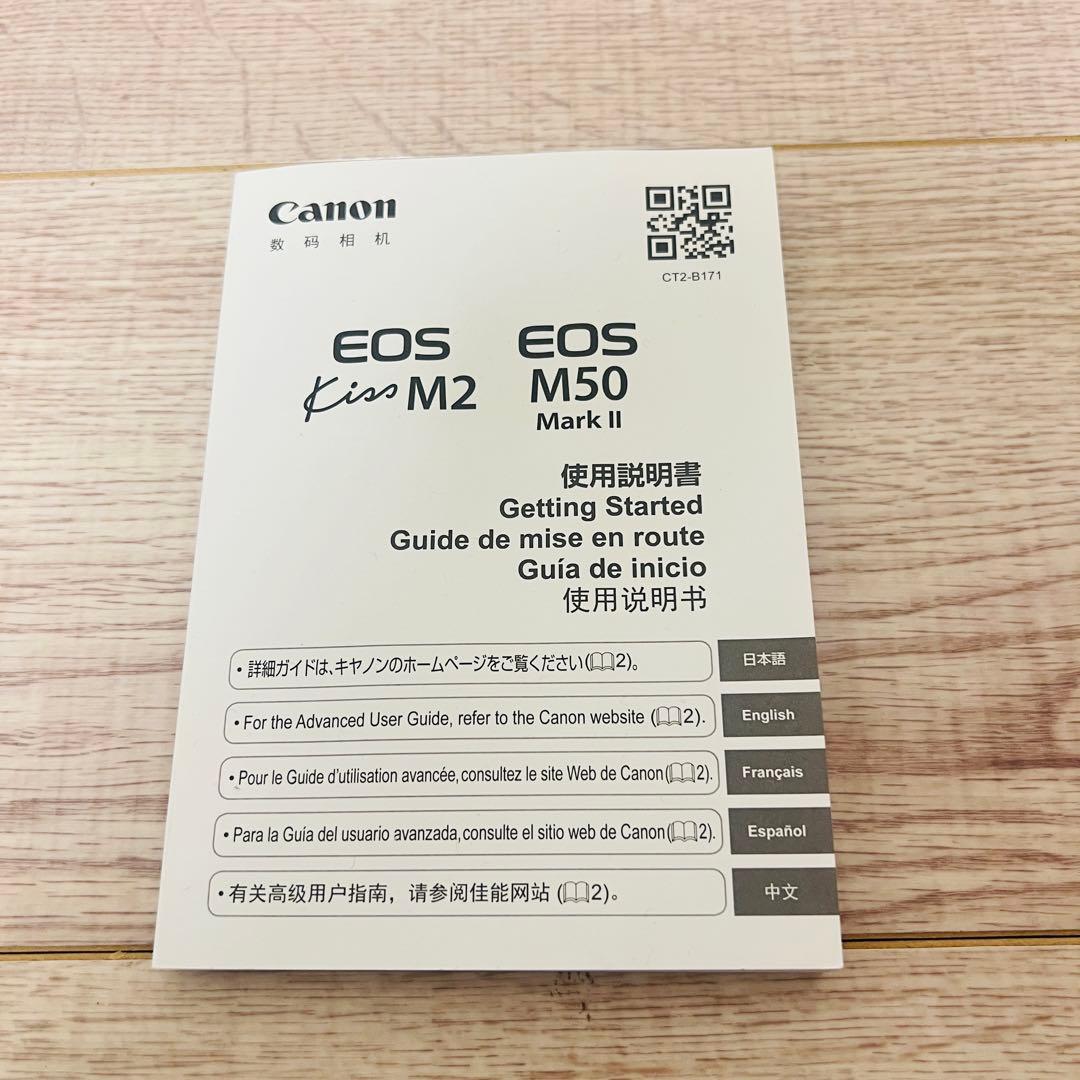 Canon
数码相机
CT2-B171
EOS Kiss M2
EOS M50 Mark II
使用説明書
Getting Started
Guide de mise en route
Guía de inicio
使用说明书
・詳細ガイドは、キヤノンのホームページをご覧ください(📖2)。 日本語
• For the Advanced User Guide, refer to the Canon website (📖2). English
• Pour le Guide d'utilisation avancée, consultez le site Web de Canon (📖2). Français
• Para la Guía del usuario avanzada, consulte el sitio web de Canon (📖2). Español
• 有关高级用户指南，请参阅佳能网站 (📖2)。 中文